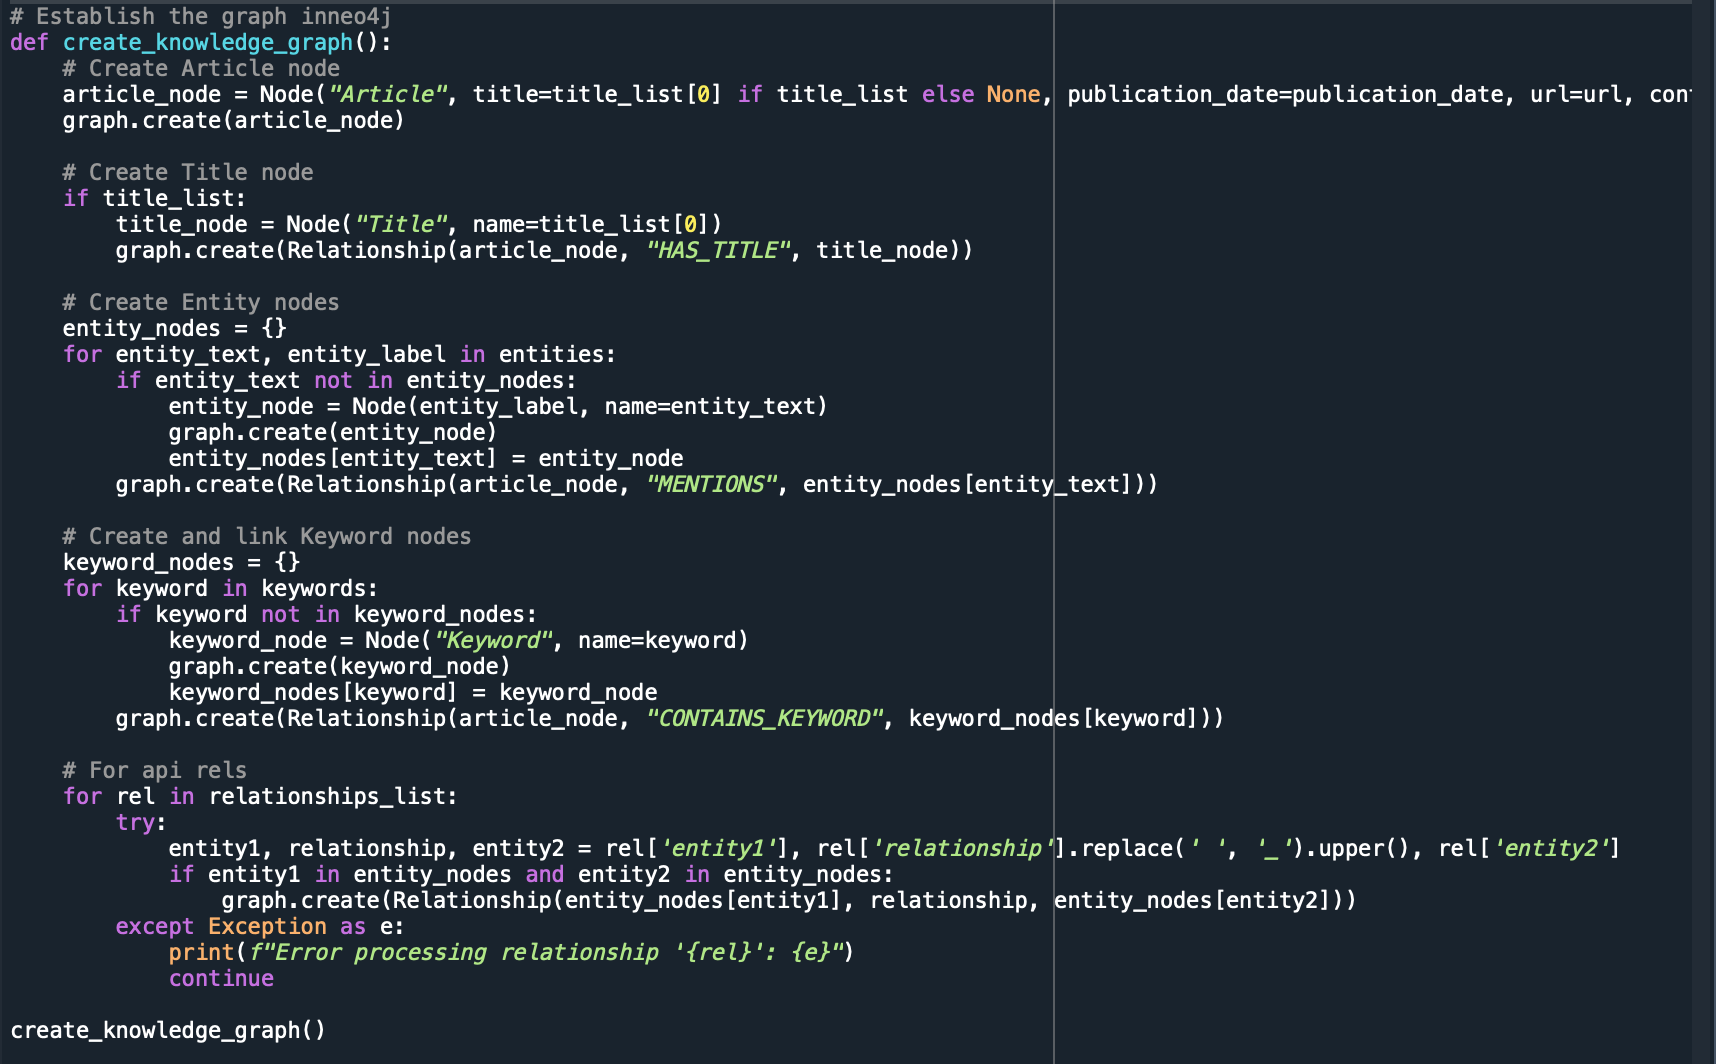 # Establish the graph inneo4j
def create_knowledge_graph():
    # Create Article node
    article_node = Node("Article", title=title_list[0] if title_list else None, publication_date=publication_date, url=url,
    graph.create(article_node)

    # Create Title node
    if title_list:
        title_node = Node("Title", name=title_list[0])
        graph.create(Relationship(article_node, "HAS_TITLE", title_node))

    # Create Entity nodes
    entity_nodes = {}
    for entity_text, entity_label in entities:
        if entity_text not in entity_nodes:
            entity_node = Node(entity_label, name=entity_text)
            graph.create(entity_node)
            entity_nodes[entity_text] = entity_node
        graph.create(Relationship(article_node, "MENTIONS", entity_nodes[entity_text]))

    # Create and link Keyword nodes
    keyword_nodes = {}
    for keyword in keywords:
        if keyword not in keyword_nodes:
            keyword_node = Node("Keyword", name=keyword)
            graph.create(keyword_node)
            keyword_nodes[keyword] = keyword_node
        graph.create(Relationship(article_node, "CONTAINS_KEYWORD", keyword_nodes[keyword]))

    # For api rels
    for rel in relationships_list:
        try:
            entity1, relationship, entity2 = rel['entity1'], rel['relationship'].replace(' ', '_').upper(), rel['entity2']
            if entity1 in entity_nodes and entity2 in entity_nodes:
                graph.create(Relationship(entity_nodes[entity1], relationship, entity_nodes[entity2]))
        except Exception as e:
            print(f"Error processing relationship '{rel}': {e}")
            continue

create_knowledge_graph()